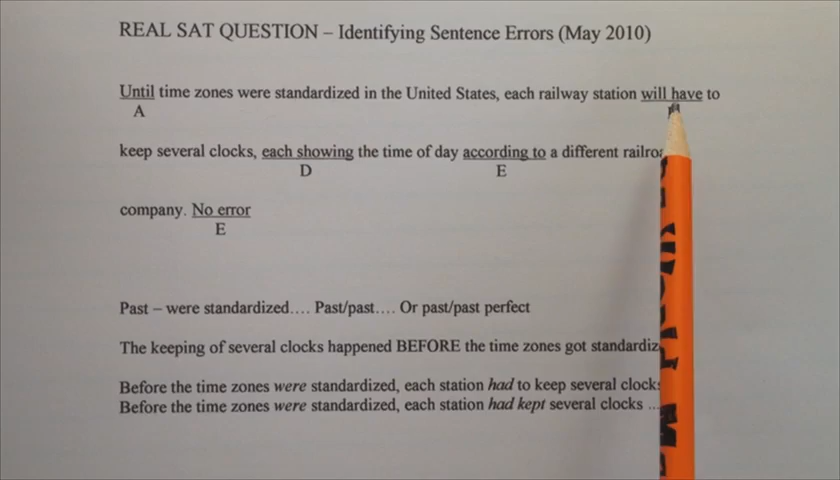 REAL SAT QUESTION – Identifying Sentence Errors (May 2010)
Until time zones were standardized in the United States, each railway station will have to
A
keep several clocks, each showing the time of day according to a different
D E
company. No error
E
Past – were standardized…. Past/past…. Or past/past perfect
The keeping of several clocks happened BEFORE the time zones got
Before the time zones were standardized, each station had to keep several
Before the time zones were standardized, each station had kept several clocks ...